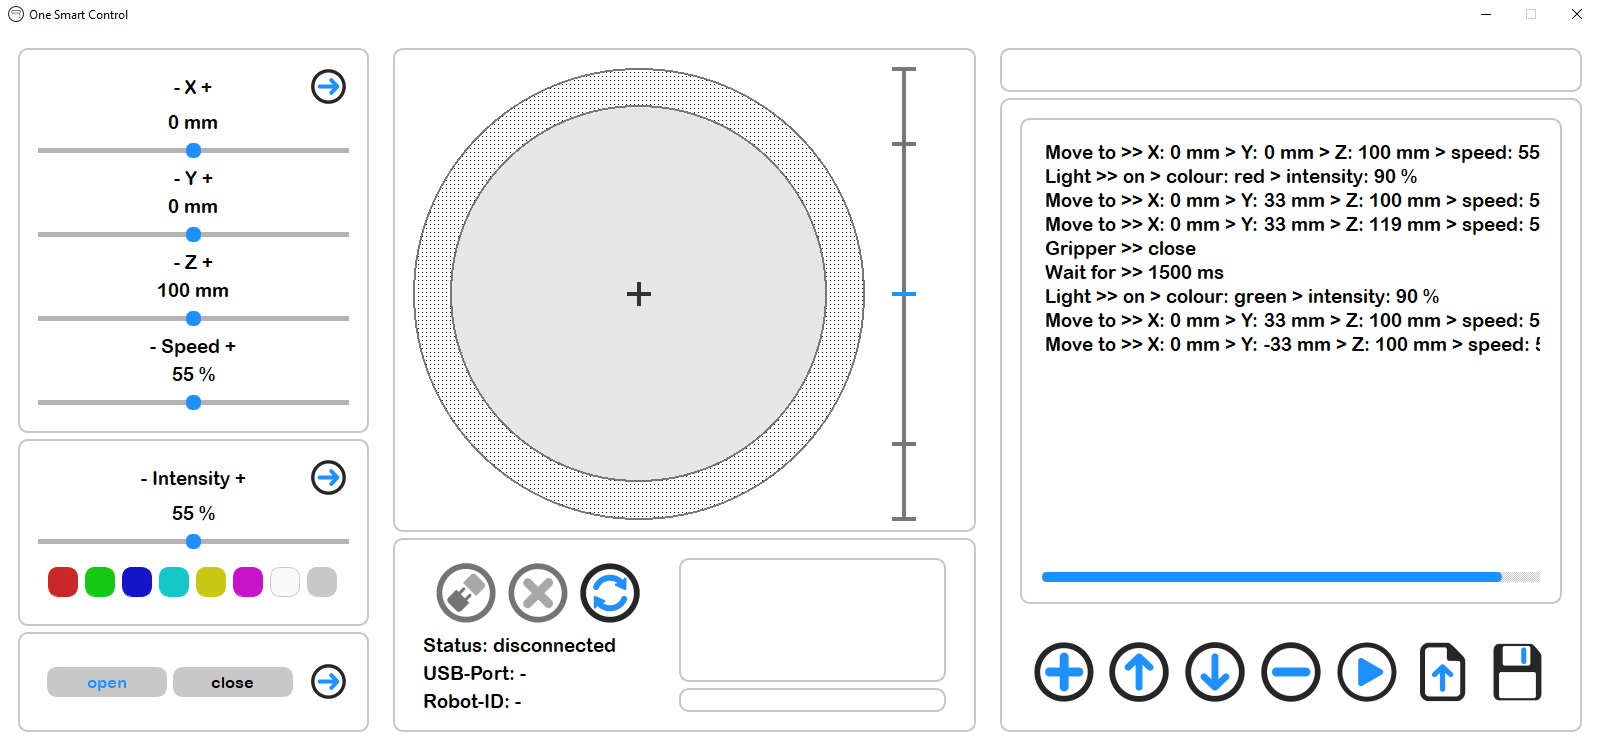 One Smart Control
- X +
0 mm
- Y +
0 mm
- Z +
100 mm
- Speed +
55 %
- Intensity +
55 %
open close
Status: disconnected
USB-Port: -
Robot-ID: -
Move to >> X: 0 mm > Y: 0 mm > Z: 100 mm > speed: 55
Light >> on > colour: red > intensity: 90 %
Move to >> X: 0 mm > Y: 33 mm > Z: 100 mm > speed: 5
Move to >> X: 0 mm > Y: 33 mm > Z: 119 mm > speed: 5
Gripper >> close
Wait for >> 1500 ms
Light >> on > colour: green > intensity: 90 %
Move to >> X: 0 mm > Y: 33 mm > Z: 100 mm > speed: 5
Move to >> X: 0 mm > Y: -33 mm > Z: 100 mm > speed: